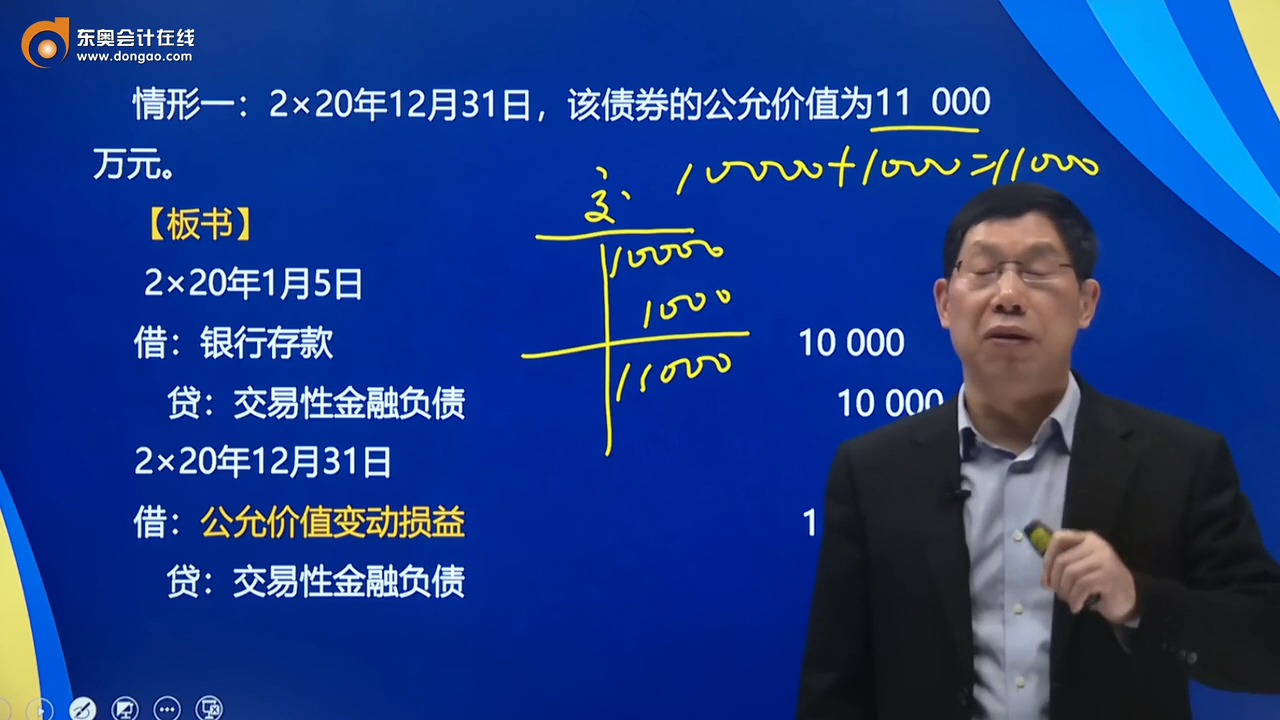 东奥会计在线
www.dongao.com
情形一：2×20年12月31日，该债券的公允价值为11 000
万元。
10000+1000=11000
交
【板书】
10000
2×20年1月5日
1000
借：银行存款 10 000
11000
贷：交易性金融负债 10 000
2×20年12月31日
借：公允价值变动损益 1
贷：交易性金融负债